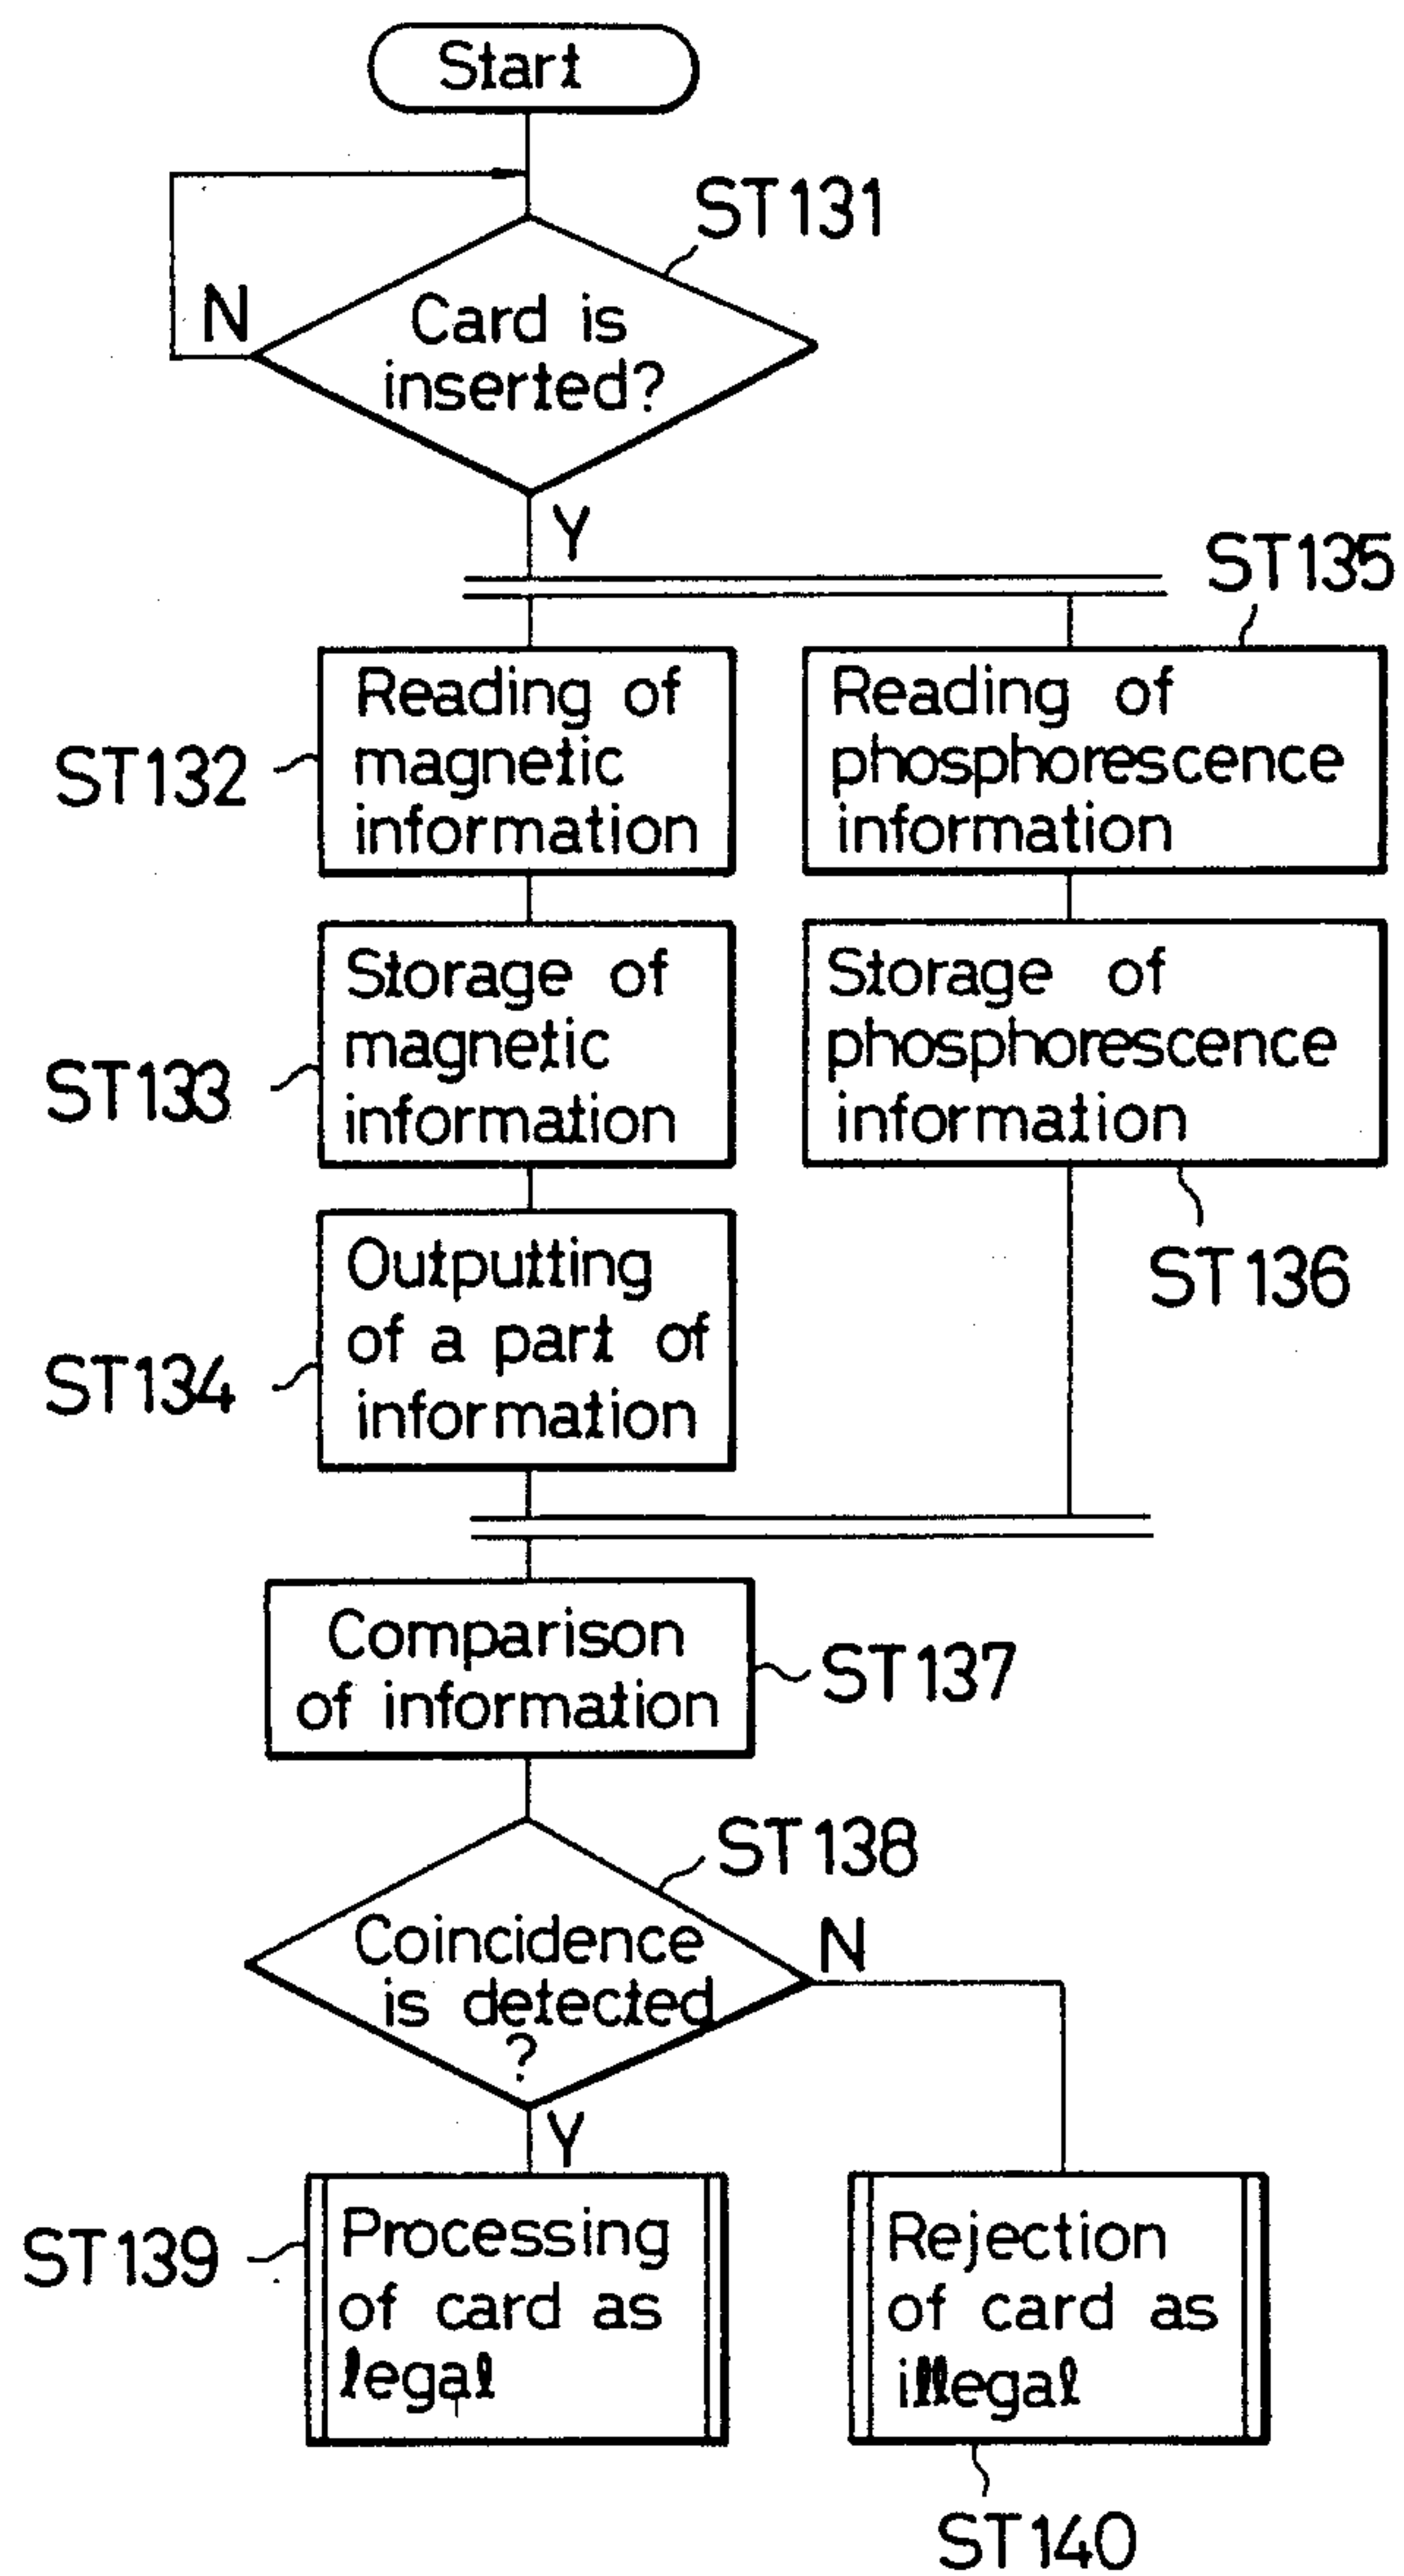 Start
ST131
N
Card is
inserted?
Y
ST135
Reading of
magnetic
information
ST132
Reading of
phosphorescence
information
Storage of
magnetic
information
ST133
Storage of
phosphorescence
information
ST136
Outputting
of a part of
information
ST134
Comparison
of information
ST137
ST138
Coincidence
is detected
?
N
Y
ST139
Processing
of card as
legal
Rejection
of card as
illegal
ST140